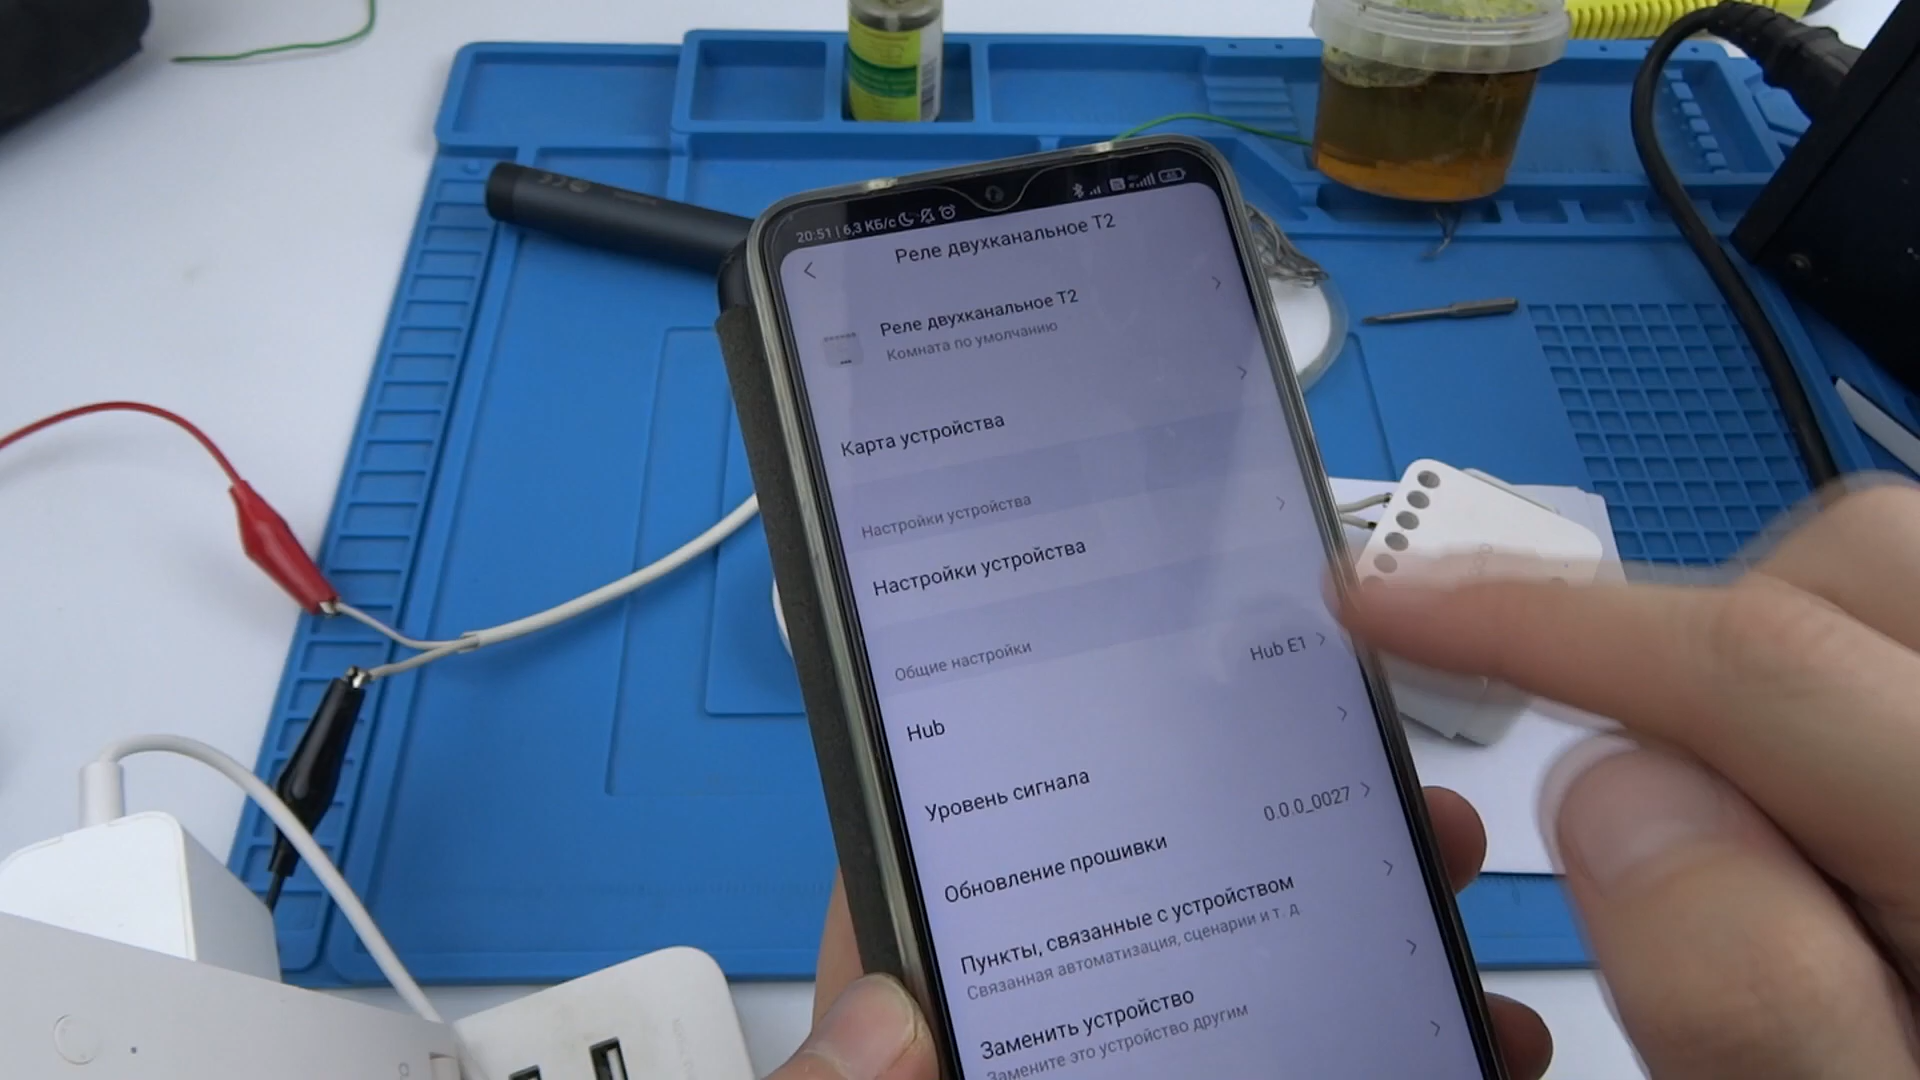 20:51 | 6,3 КБ/с
Реле двухканальное T2
Реле двухканальное T2
Комната по умолчанию
Карта устройства
Настройки устройства
Настройки устройства
Общие настройки
Hub Hub E1
Уровень сигнала
Обновление прошивки 0.0.0_0027
Пункты, связанные с устройством
Связанная автоматизация, сценарии и т. д.
Заменить устройство
Замените это устройство другим